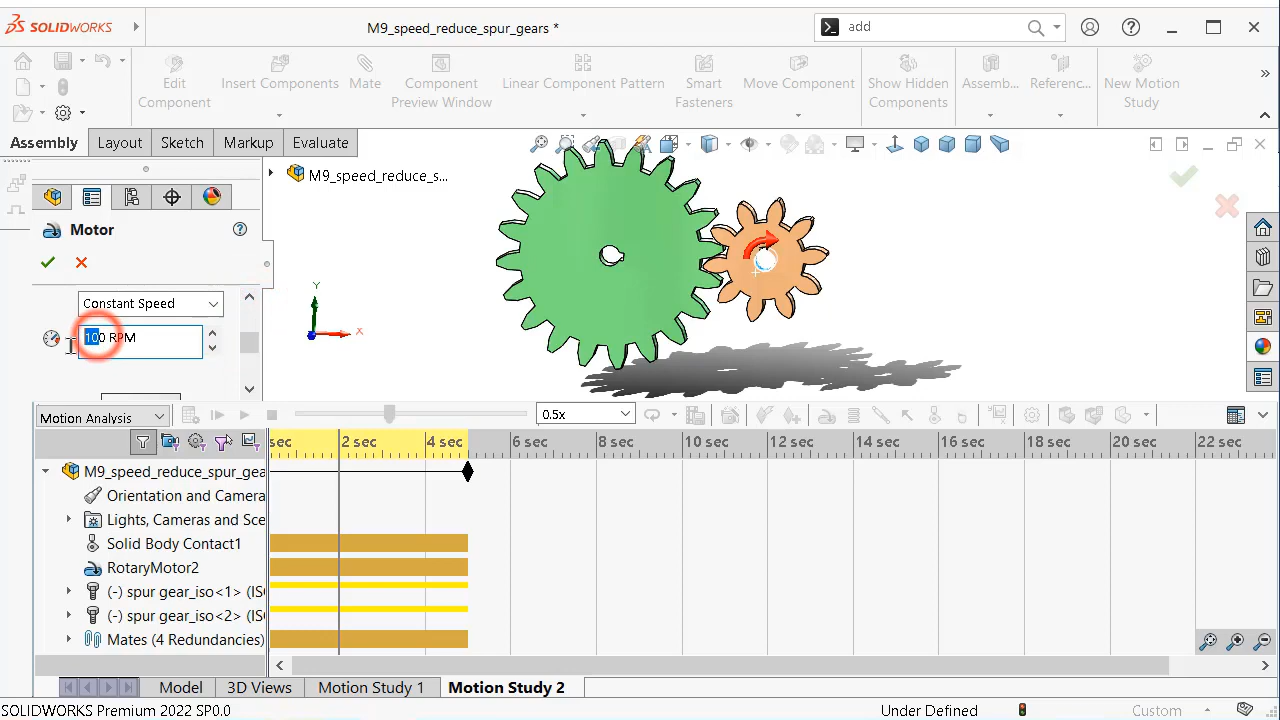 SOLIDWORKS
M9_speed_reduce_spur_gears *
add
Edit Component
Insert Components
Mate
Component Preview Window
Linear Component Pattern
Smart Fasteners
Move Component
Show Hidden Components
Assemb...
Referenc...
New Motion Study
Assembly
Layout
Sketch
Markup
Evaluate
M9_speed_reduce_s...
Motor
Constant Speed
100 RPM
Y
X
Motion Analysis
0.5x
sec
2 sec
4 sec
6 sec
8 sec
10 sec
12 sec
14 sec
16 sec
18 sec
20 sec
22 sec
M9_speed_reduce_spur_gea
Orientation and Camera
Lights, Cameras and Sce
Solid Body Contact1
RotaryMotor2
(-) spur gear_iso<1> (IS
(-) spur gear_iso<2> (IS
Mates (4 Redundancies)
Model
3D Views
Motion Study 1
Motion Study 2
SOLIDWORKS Premium 2022 SP0.0
Under Defined
Custom